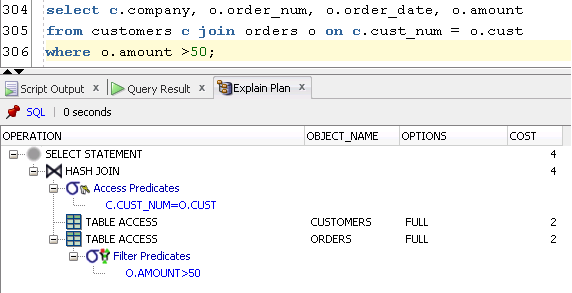 304 select c.company, o.order_num, o.order_date, o.amount
305 from customers c join orders o on c.cust_num = o.cust
306 where o.amount >50;
Script Output x Query Result x Explain Plan x
SQL | 0 seconds
OPERATION OBJECT_NAME OPTIONS COST
SELECT STATEMENT 4
HASH JOIN 4
Access Predicates
C.CUST_NUM=O.CUST
TABLE ACCESS CUSTOMERS FULL 2
TABLE ACCESS ORDERS FULL 2
Filter Predicates
O.AMOUNT>50